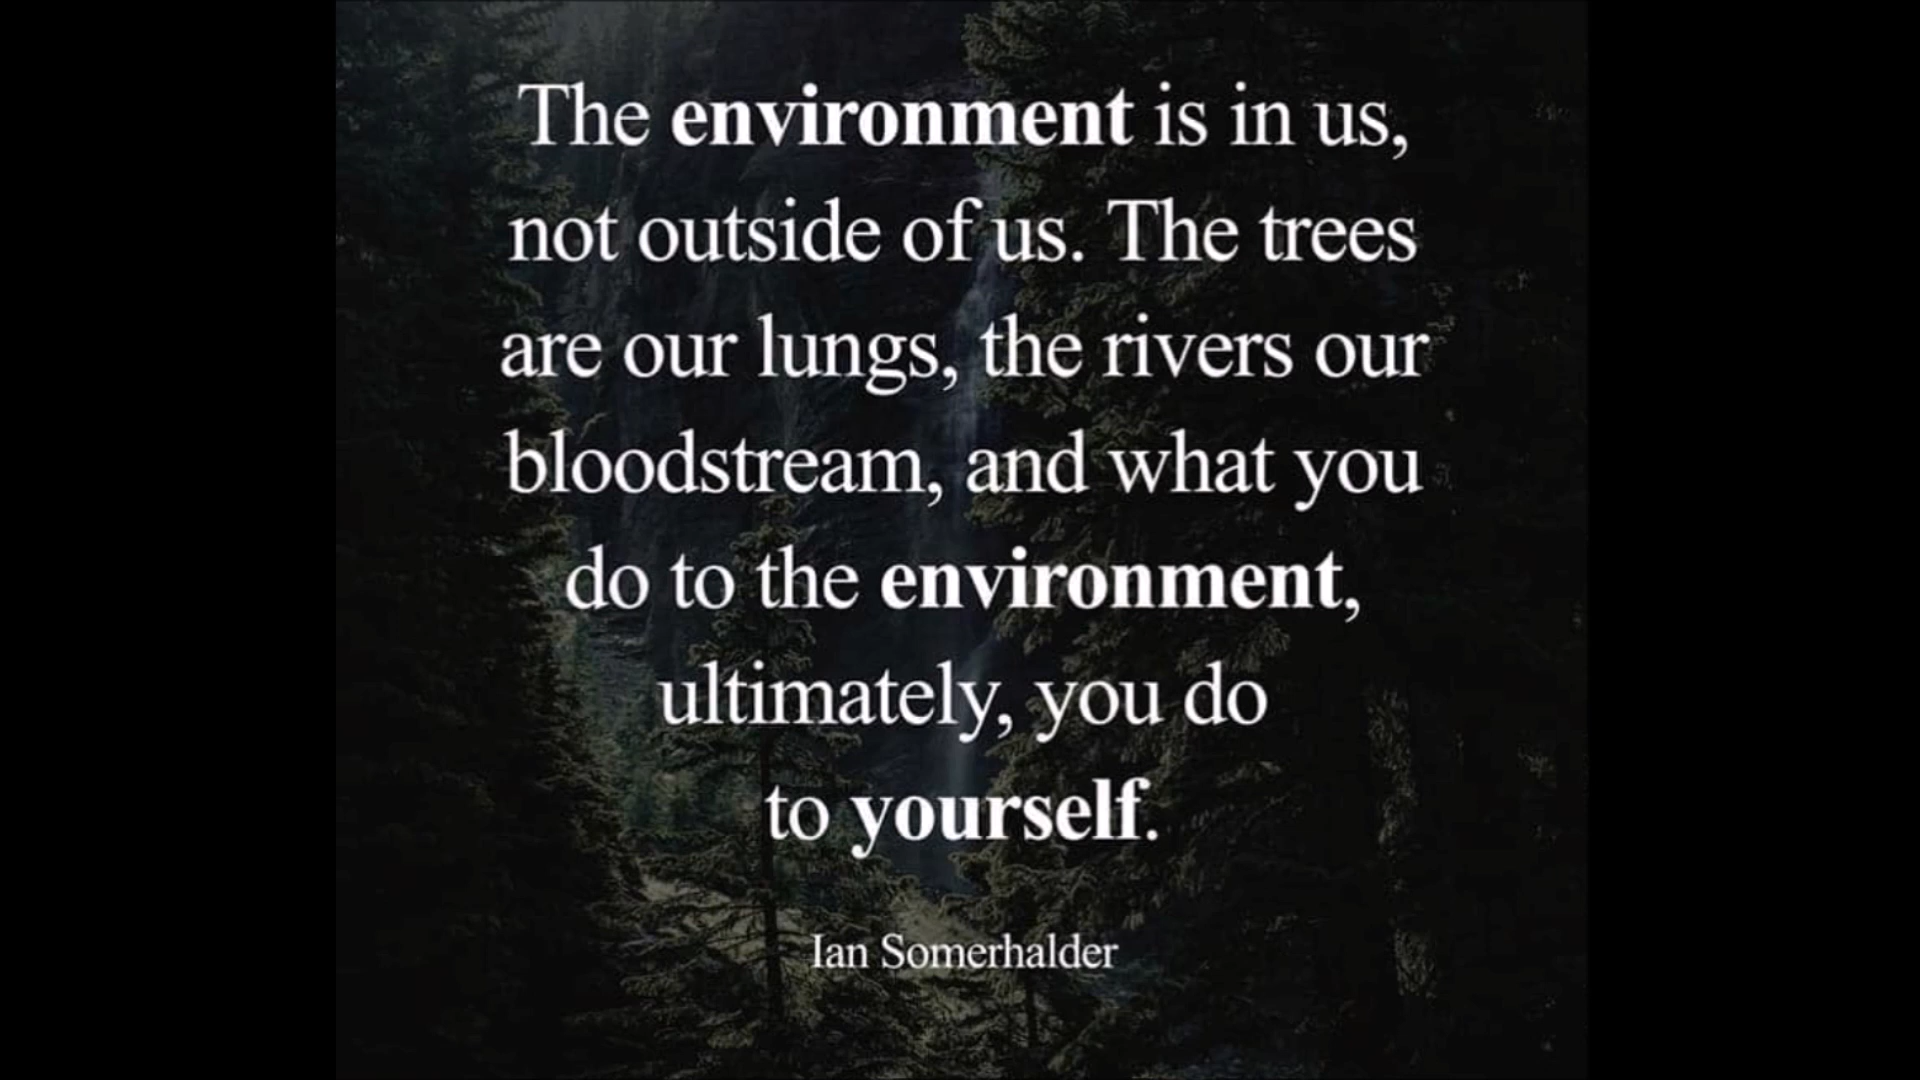 The environment is in us,
not outside of us. The trees
are our lungs, the rivers our
bloodstream, and what you
do to the environment,
ultimately, you do
to yourself.
Ian Somerhalder